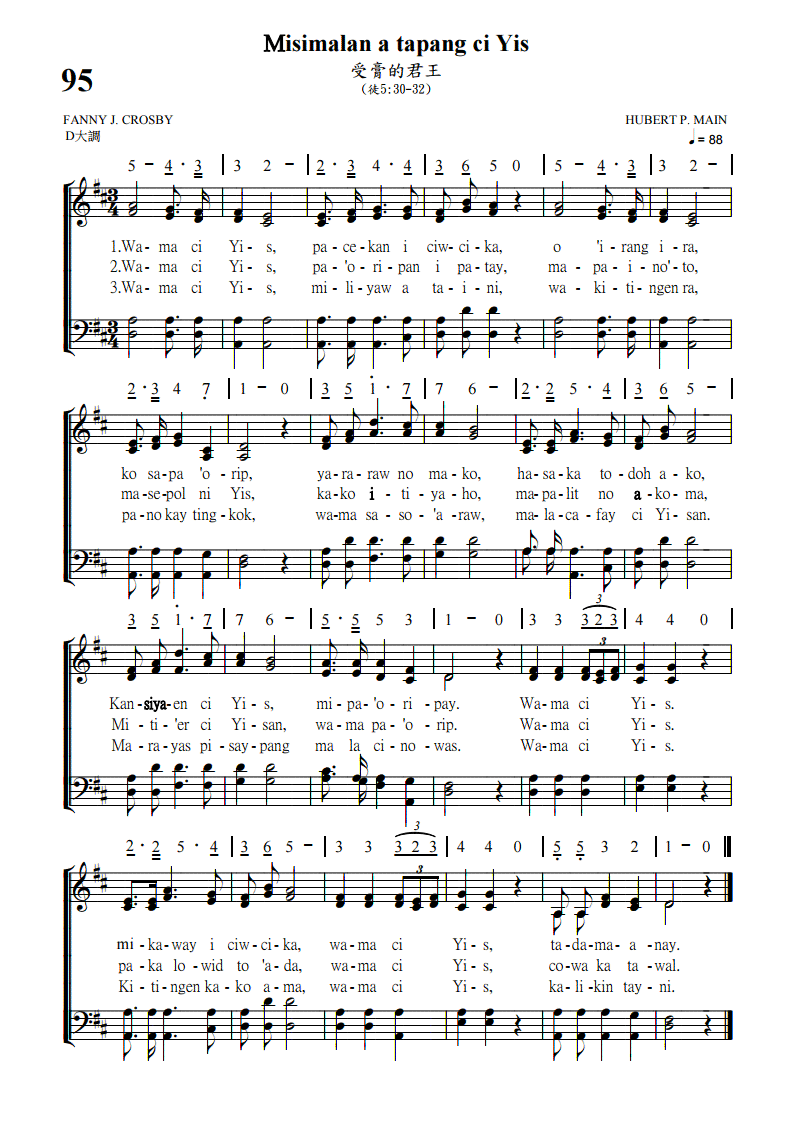 Misimalan a tapang ci Yis
受膏的君王
95
(徒5:30-32)
FANNY J. CROSBY HUBERT P. MAIN
D大調 ♩= 88
5 – 4 · 3 | 3 2 – | 2 · 3 4 · 4 | 3 6 5 0 | 5 – 4 · 3 | 3 2 – |
1.Wa- ma ci Yi - s, pa - ce - kan i ciw - ci - ka, o 'i - rang i - ra,
2.Wa- ma ci Yi - s, pa - 'o - ri - pan i pa - tay, ma - pa - i - no' - to,
3.Wa- ma ci Yi - s, mi - li - yaw a ta - i - ni, wa - ki - ti - ngen ra,
2 · 3 4 7 | 1 – 0 | 3 5 1 · 7 | 7 6 – | 2 · 2 5 · 4 | 3 6 5 |
ko sa - pa 'o - rip, ya - ra - raw no ma - ko, ha - sa - ka to - doh a - ko,
ma - se - pol ni Yis, ka - ko i - ti - ya - ho, ma - pa - lit no a - ko - ma,
pa - no kay ting - kok, wa - ma sa - so - 'a - raw, ma - la - ca - fay ci Yi - san.
3 5 1 · 7 | 7 6 – | 5 · 5 5 3 | 1 – 0 | 3 3 3 2 3 | 4 4 0 |
Kan - siya - en ci Yi - s, mi - pa - 'o - ri - pay. Wa - ma ci Yi - s.
Mi - ti - 'er ci Yi - san, wa - ma pa - 'o - rip. Wa - ma ci Yi - s.
Ma - ra - yas pi - say - pang ma la ci - no - was. Wa - ma ci Yi - s.
2 · 2 5 · 4 | 3 6 5 – | 3 3 3 2 3 | 4 4 0 | 5 5 3 2 | 1 – 0 ||
mi - ka - way i ciw - ci - ka, wa - ma ci Yi - s, ta - da - ma - a - nay.
pa - ka lo - wid to 'a - da, wa - ma ci Yi - s, co - wa ka ta - wal.
Ki - ti - ngen ka - ko a - ma, wa - ma ci Yi - s, ka - li - kin tay - ni.